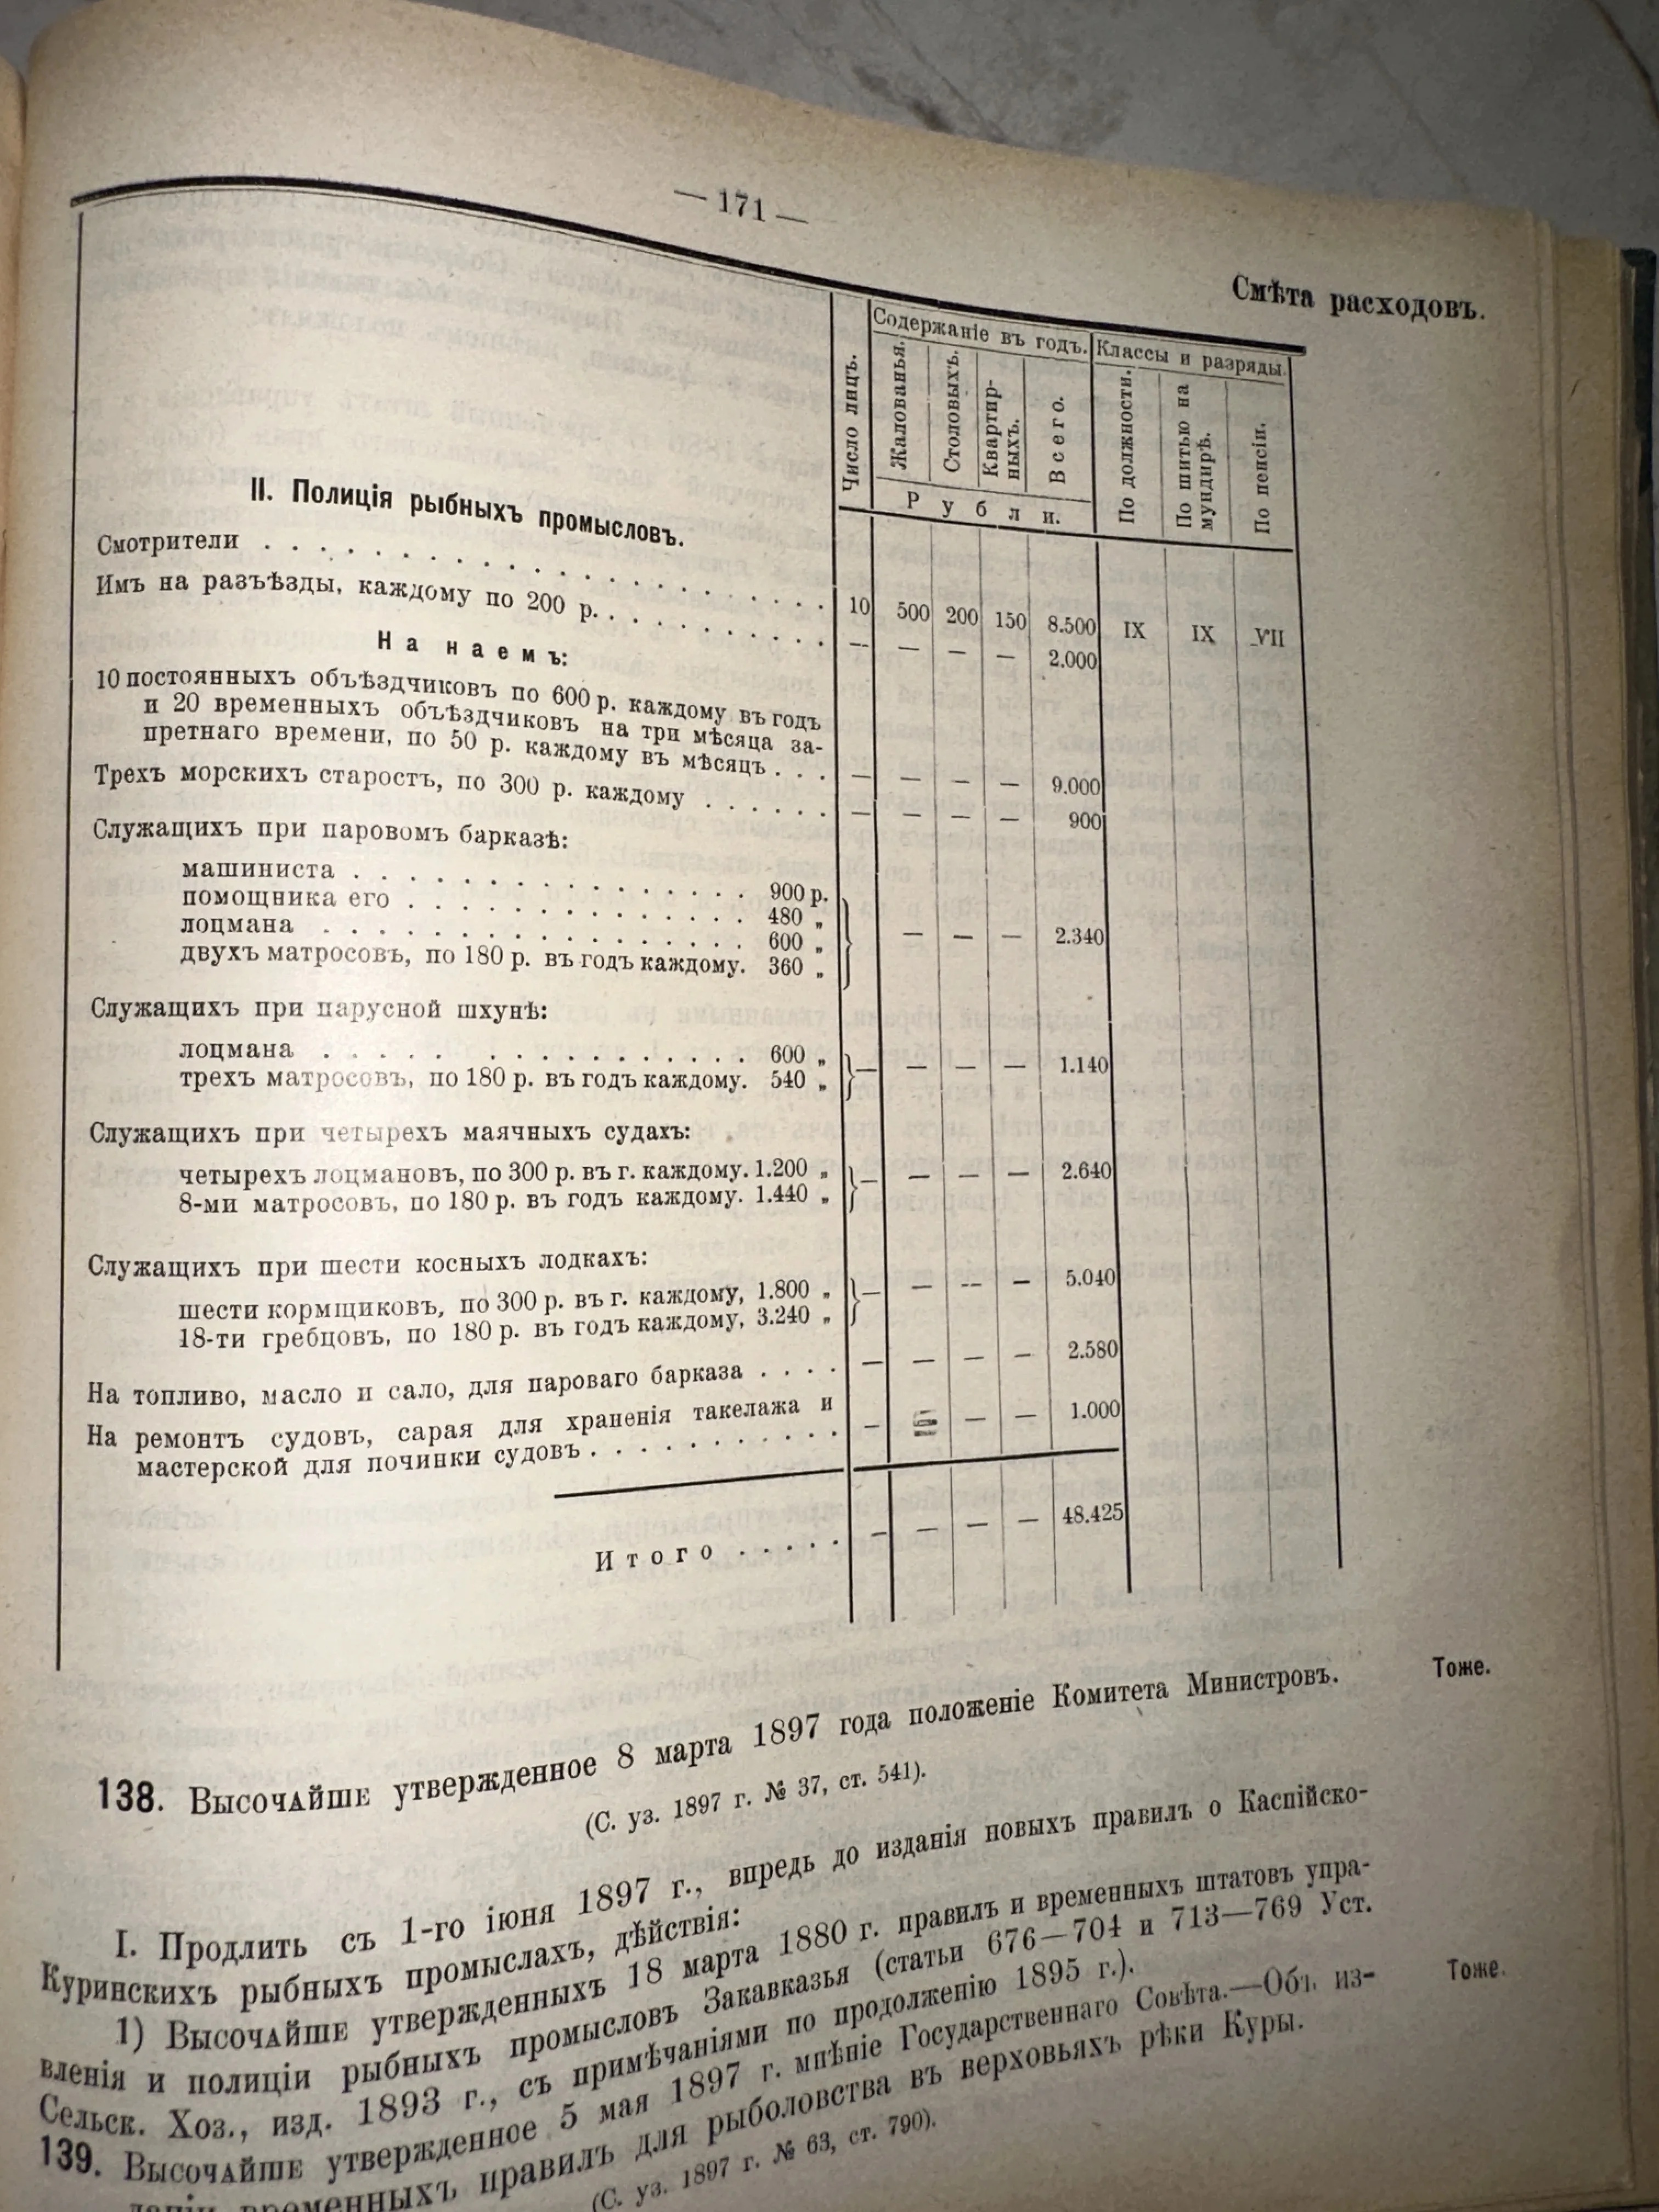 — 171 —
Смѣта расходовъ.
Число лицъ.
Содержаніе въ годъ.
Классы и разряды.
Жалованья.
Столовыхъ.
Квартир-
ныхъ.
Всего.
По должности.
По шитью на
мундирѣ.
По пенсіи.
Рубли.
II. Полиція рыбныхъ промысловъ.
Смотрители . . . . . . . . . . . . . . . . . . . . 10 500 200 150 8.500 IX IX VII
Имъ на разъѣзды, каждому по 200 р. . . . . . . . . . . — — — — 2.000
На наемъ:
10 постоянныхъ объѣздчиковъ по 600 р. каждому въ годъ
и 20 временныхъ объѣздчиковъ на три мѣсяца за-
претнаго времени, по 50 р. каждому въ мѣсяцъ . . . — — — — 9.000
Трехъ морскихъ старостъ, по 300 р. каждому . . . . . . — — — — 900
Служащихъ при паровомъ барказѣ:
машиниста . . . . . . . . . . . . . . . . 900 р.
помощника его . . . . . . . . . . . . . . 480 „
лоцмана . . . . . . . . . . . . . . . . . 600 „ — — — 2.340
двухъ матросовъ, по 180 р. въ годъ каждому. 360 „
Служащихъ при парусной шхунѣ:
лоцмана . . . . . . . . . . . . . . . 600 „
трехъ матросовъ, по 180 р. въ годъ каждому. 540 „ — — — — 1.140
Служащихъ при четырехъ маячныхъ судахъ:
четырехъ лоцмановъ, по 300 р. въ г. каждому. 1.200 „
8-ми матросовъ, по 180 р. въ годъ каждому. 1.440 „ — — — — 2.640
Служащихъ при шести косныхъ лодкахъ:
шести кормщиковъ, по 300 р. въ г. каждому, 1.800 „
18-ти гребцовъ, по 180 р. въ годъ каждому, 3.240 „ — — — — 5.040
На топливо, масло и сало, для пароваго барказа . . . . — — — — 2.580
На ремонтъ судовъ, сарая для храненія такелажа и
мастерской для починки судовъ . . . . . . . . . . . — — — — 1.000
Итого . . . . . — — — — 48.425
138. Высочайше утвержденное 8 марта 1897 года положеніе Комитета Министровъ.
Тоже.
(С. уз. 1897 г. № 37, ст. 541).
I. Продлить съ 1-го іюня 1897 г., впредь до изданія новыхъ правилъ о Каспійско-
Куринскихъ рыбныхъ промыслахъ, дѣйствія:
1) Высочайше утвержденныхъ 18 марта 1880 г. правилъ и временныхъ штатовъ упра-
вленія и полиціи рыбныхъ промысловъ Закавказья (статьи 676—704 и 713—769 Уст.
Сельск. Хоз., изд. 1893 г., съ примѣчаніями по продолженію 1895 г.).
139. Высочайше утвержденное 5 мая 1897 г. мнѣніе Государственнаго Совѣта.—Объ из-
Тоже.
даніи временныхъ правилъ для рыболовства въ верховьяхъ рѣки Куры.
(С. уз. 1897 г. № 63, ст. 790).